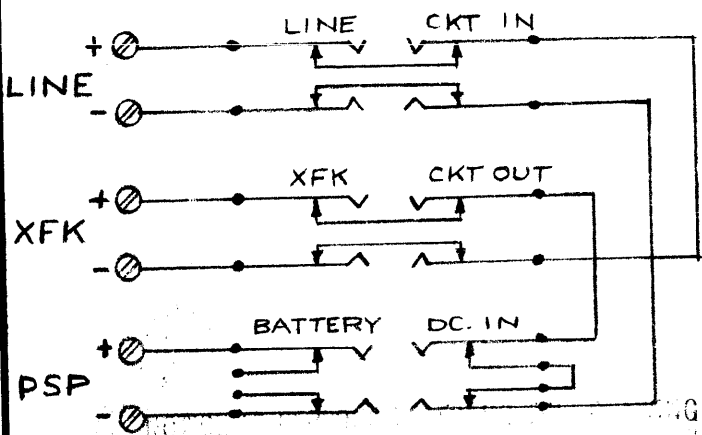 LINE CKT IN
+
LINE
-
XFK CKT OUT
+
XFK
-
BATTERY DC. IN
+
PSP
-